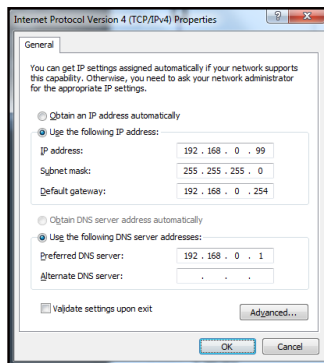 Internet Protocol Version 4 (TCP/IPv4) Properties
General
You can get IP settings assigned automatically if your network supports
this capability. Otherwise, you need to ask your network administrator
for the appropriate IP settings.
Obtain an IP address automatically
Use the following IP address:
IP address: 192 . 168 . 0 . 99
Subnet mask: 255 . 255 . 255 . 0
Default gateway: 192 . 168 . 0 . 254
Obtain DNS server address automatically
Use the following DNS server addresses:
Preferred DNS server: 192 . 168 . 0 . 1
Alternate DNS server: . . .
Validate settings upon exit
Advanced...
OK Cancel